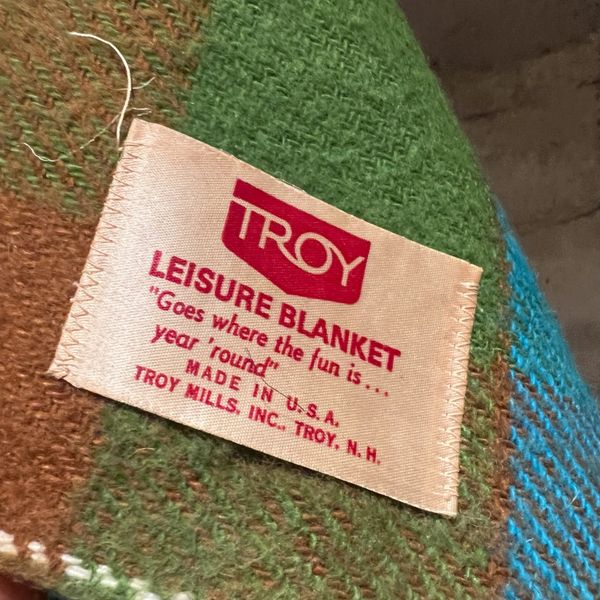 TROY
LEISURE BLANKET
"Goes where the fun is...
year 'round"
MADE IN U.S.A.
TROY MILLS, INC., TROY, N.H.